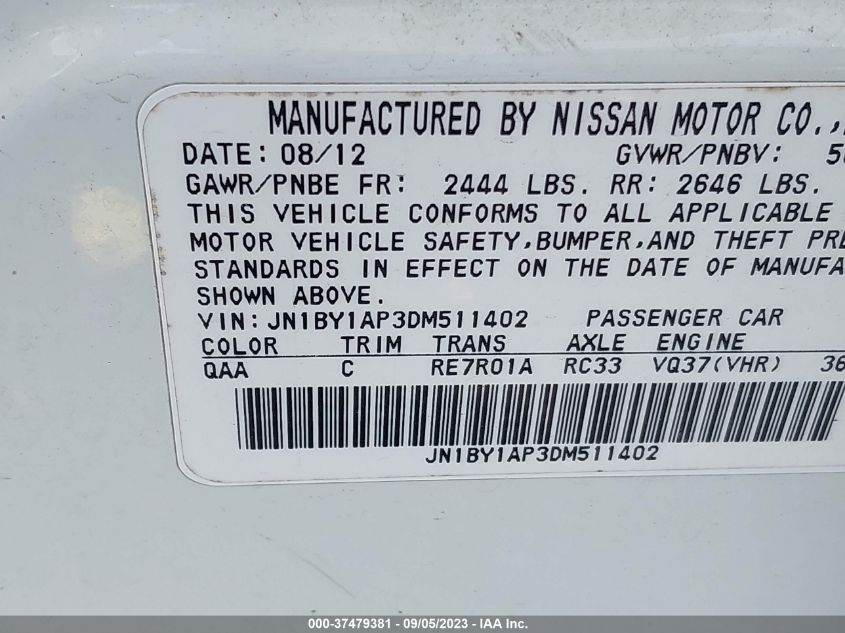 MANUFACTURED BY NISSAN MOTOR CO.,
DATE: 08/12 GVWR/PNBV:
GAWR/PNBE FR: 2444 LBS. RR: 2646 LBS.
THIS VEHICLE CONFORMS TO ALL APPLICABLE
MOTOR VEHICLE SAFETY,BUMPER,AND THEFT PRE
STANDARDS IN EFFECT ON THE DATE OF MANUFA
SHOWN ABOVE.
VIN: JN1BY1AP3DM511402 PASSENGER CAR
COLOR TRIM TRANS AXLE ENGINE
QAA C RE7R01A RC33 VQ37(VHR) 36
JN1BY1AP3DM511402
000-37479381 - 09/05/2023 - IAA Inc.